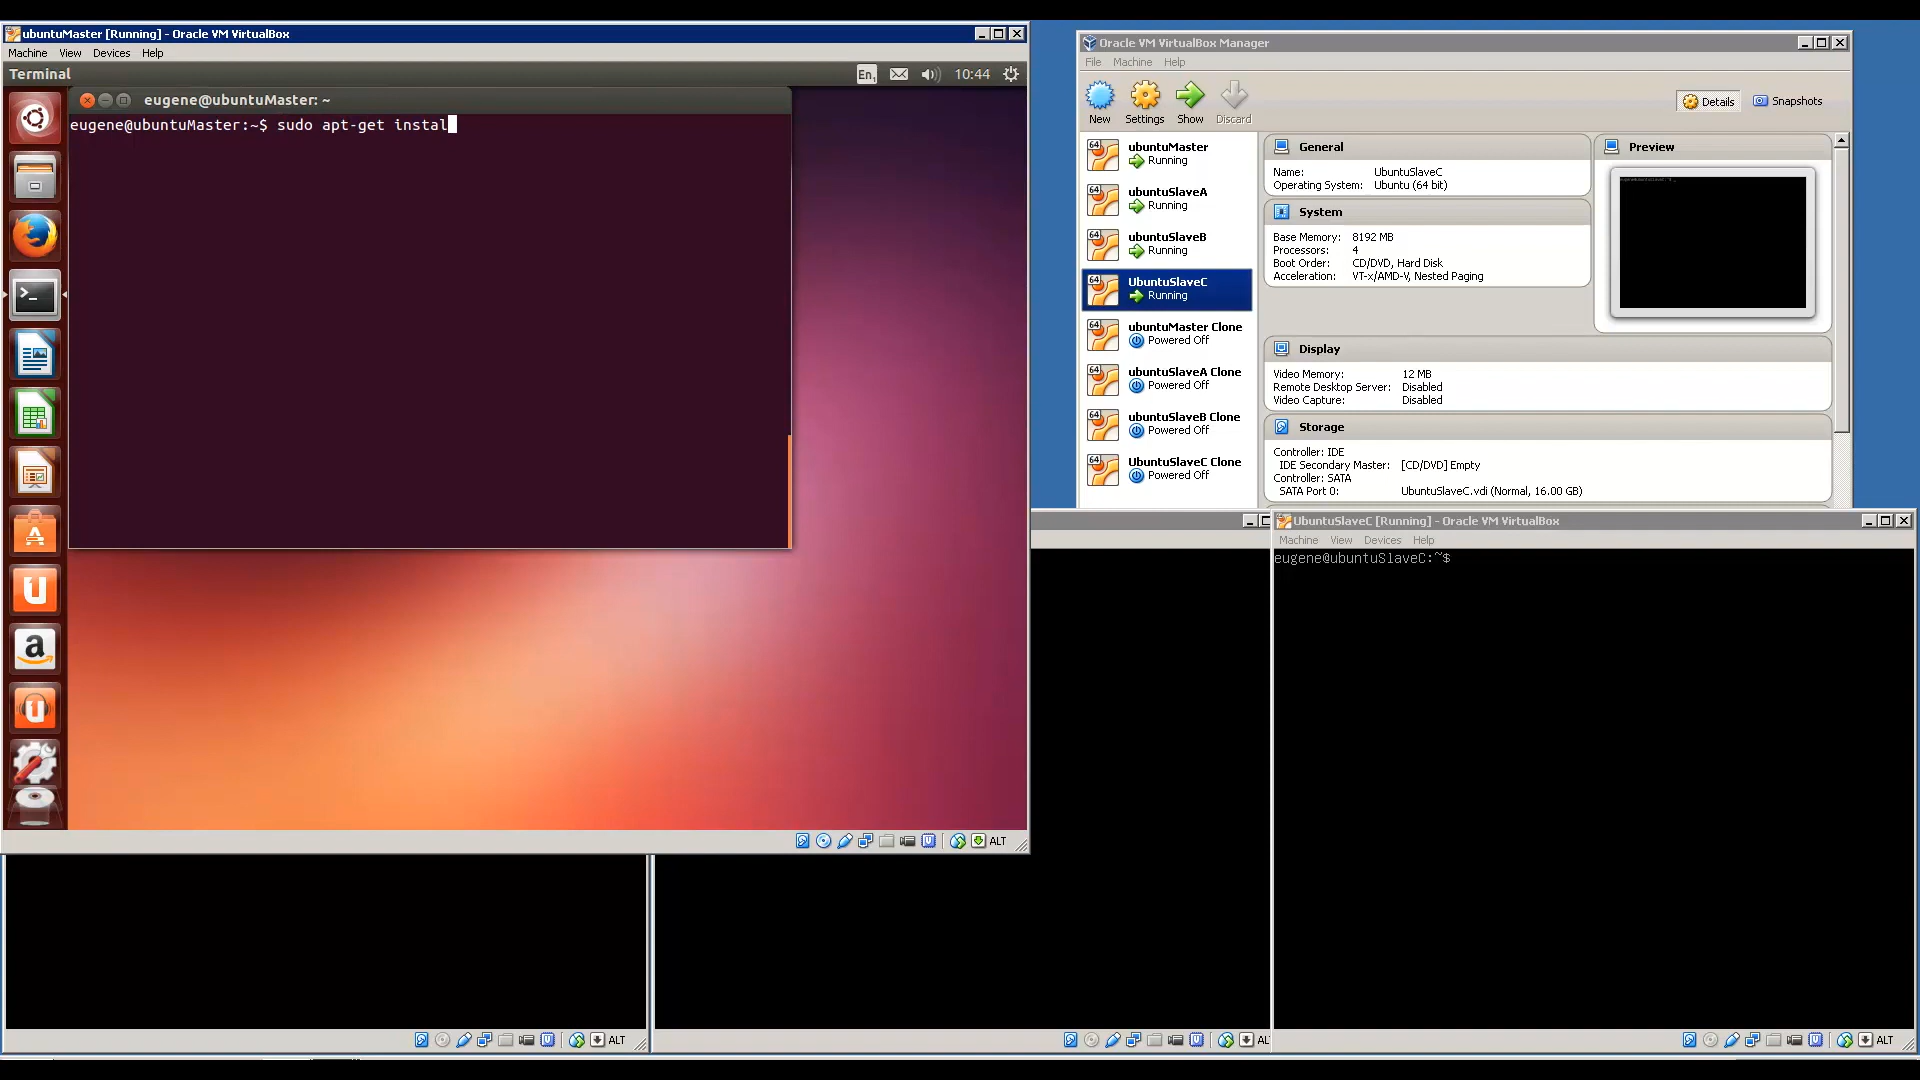 ubuntuMaster [Running] - Oracle VM VirtualBox
Machine View Devices Help
Terminal
En1
10:44
eugene@ubuntuMaster: ~
eugene@ubuntuMaster:~$ sudo apt-get instal
ALT
Oracle VM VirtualBox Manager
File Machine Help
New Settings Show Discard
Details Snapshots
ubuntuMaster
Running
ubuntuSlaveA
Running
ubuntuSlaveB
Running
UbuntuSlaveC
Running
ubuntuMaster Clone
Powered Off
ubuntuSlaveA Clone
Powered Off
ubuntuSlaveB Clone
Powered Off
UbuntuSlaveC Clone
Powered Off
General
Name: UbuntuSlaveC
Operating System: Ubuntu (64 bit)
System
Base Memory: 8192 MB
Processors: 4
Boot Order: CD/DVD, Hard Disk
Acceleration: VT-x/AMD-V, Nested Paging
Preview
Display
Video Memory: 12 MB
Remote Desktop Server: Disabled
Video Capture: Disabled
Storage
Controller: IDE
IDE Secondary Master: [CD/DVD] Empty
Controller: SATA
SATA Port 0: UbuntuSlaveC.vdi (Normal, 16.00 GB)
UbuntuSlaveC [Running] - Oracle VM VirtualBox
Machine View Devices Help
eugene@ubuntuSlaveC:~$
ALT
AL
ALT